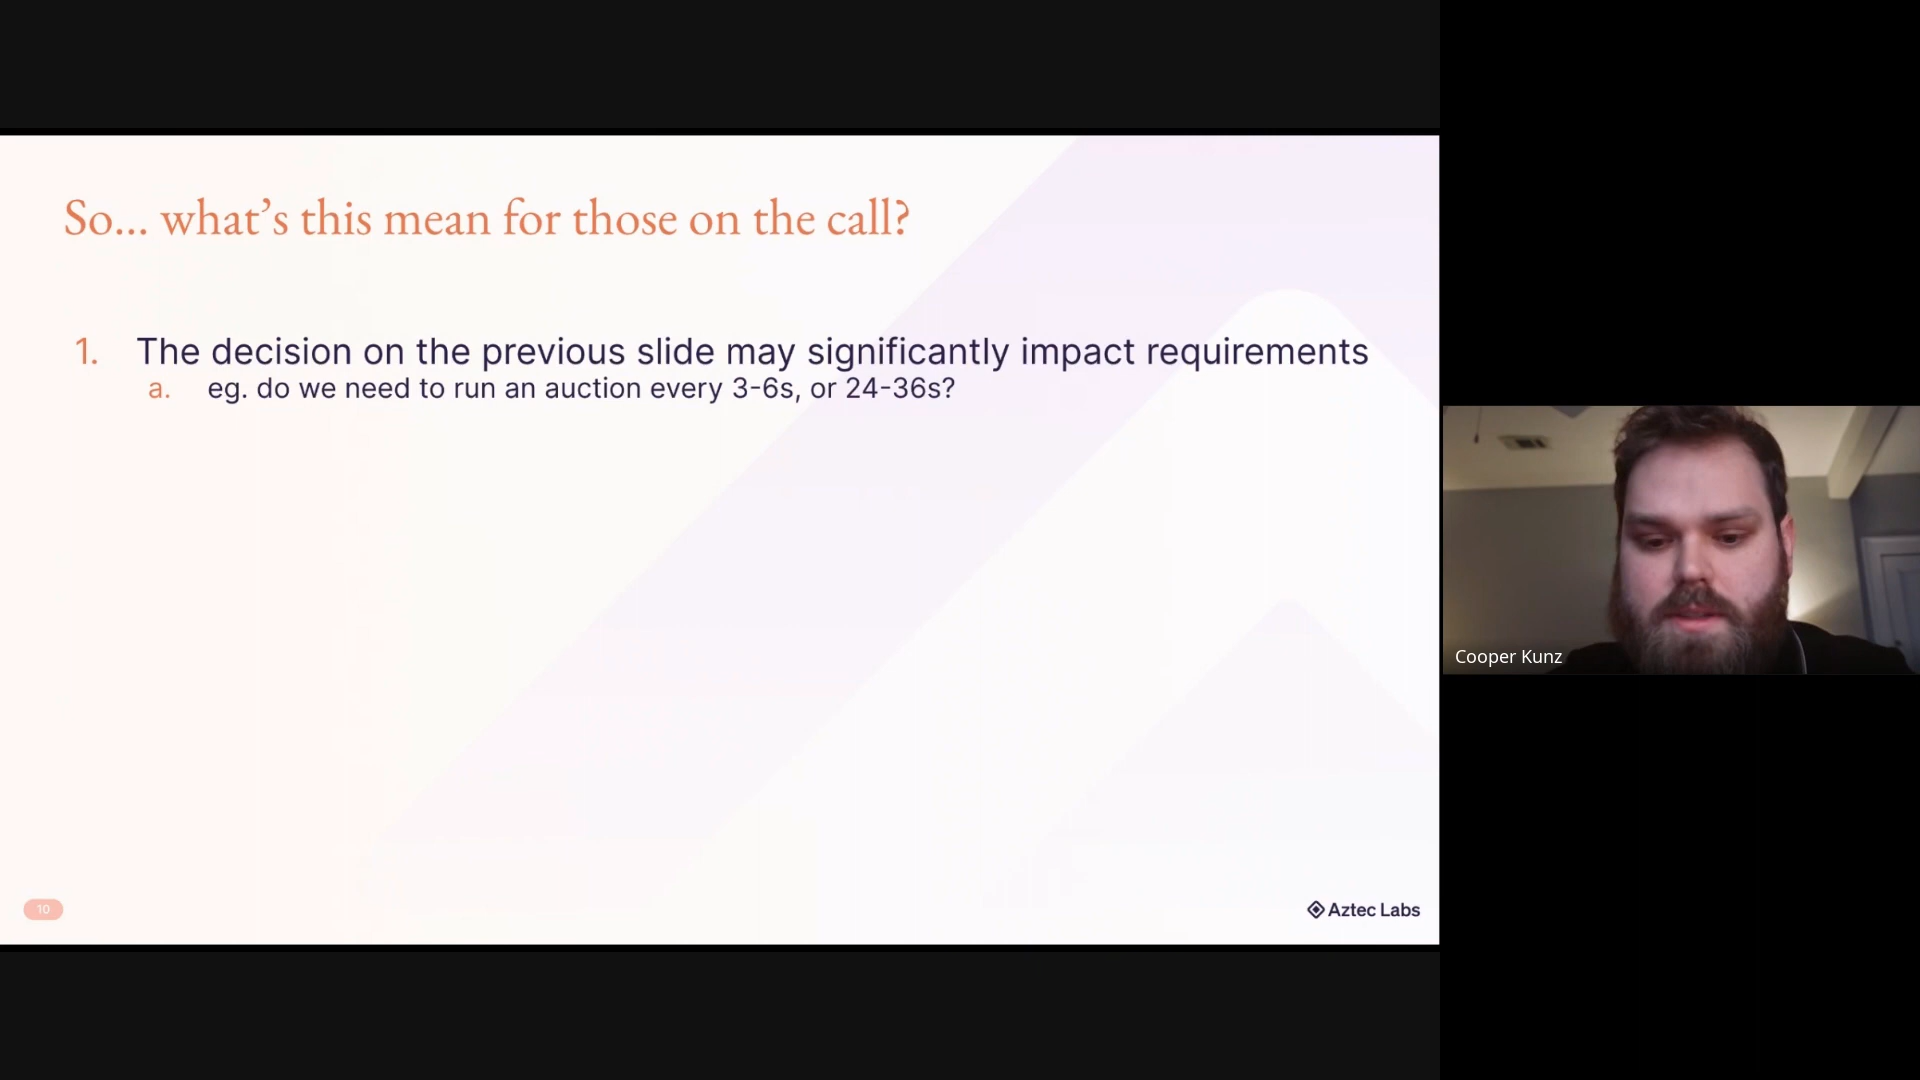 So... what's this mean for those on the call?
1. The decision on the previous slide may significantly impact requirements
a. eg. do we need to run an auction every 3-6s, or 24-36s?
Cooper Kunz
10
Aztec Labs